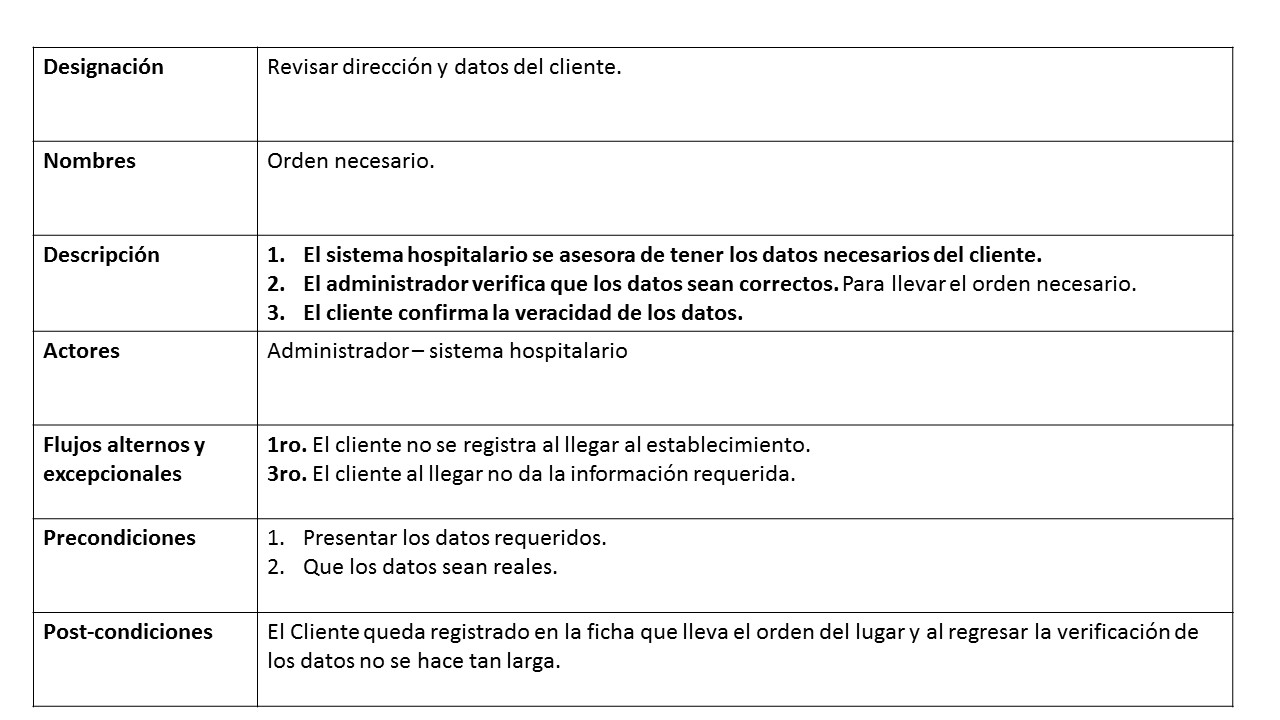 Designación
Revisar dirección y datos del cliente.
Nombres
Orden necesario.
Descripción
1. El sistema hospitalario se asesora de tener los datos necesarios del cliente.
2. El administrador verifica que los datos sean correctos. Para llevar el orden necesario.
3. El cliente confirma la veracidad de los datos.
Actores
Administrador – sistema hospitalario
Flujos alternos y
excepcionales
1ro. El cliente no se registra al llegar al establecimiento.
3ro. El cliente al llegar no da la información requerida.
Precondiciones
1. Presentar los datos requeridos.
2. Que los datos sean reales.
Post-condiciones
El Cliente queda registrado en la ficha que lleva el orden del lugar y al regresar la verificación de
los datos no se hace tan larga.